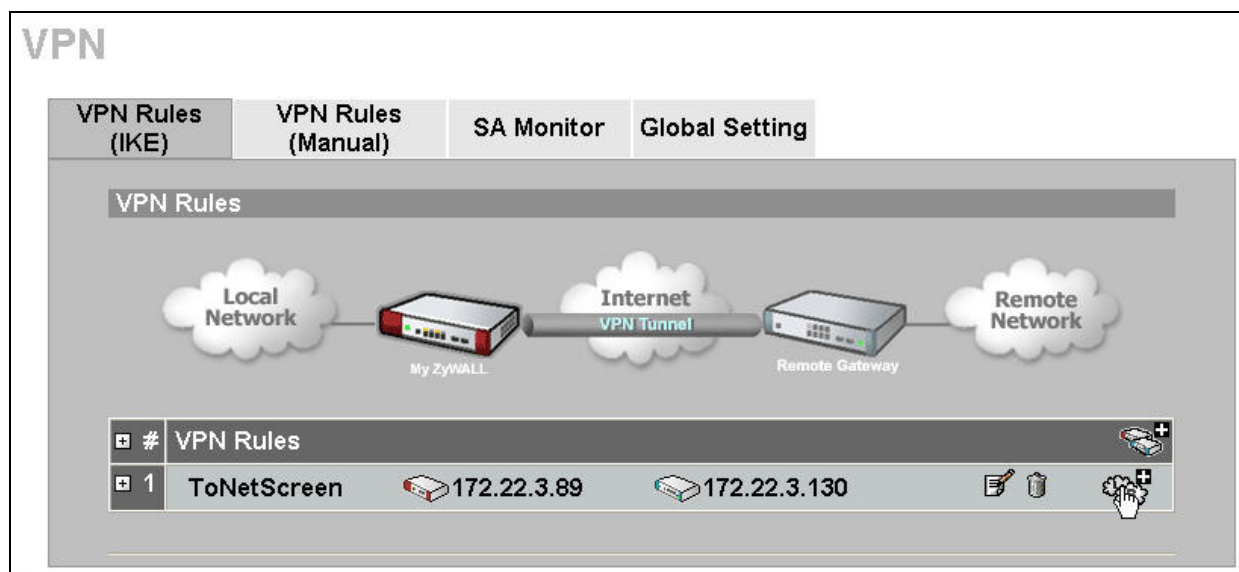 VPN
VPN Rules (IKE)
VPN Rules (Manual)
SA Monitor
Global Setting
VPN Rules
Local Network
Internet
VPN Tunnel
Remote Network
My ZyWALL
Remote Gateway
# VPN Rules
1 ToNetScreen 172.22.3.89 172.22.3.130